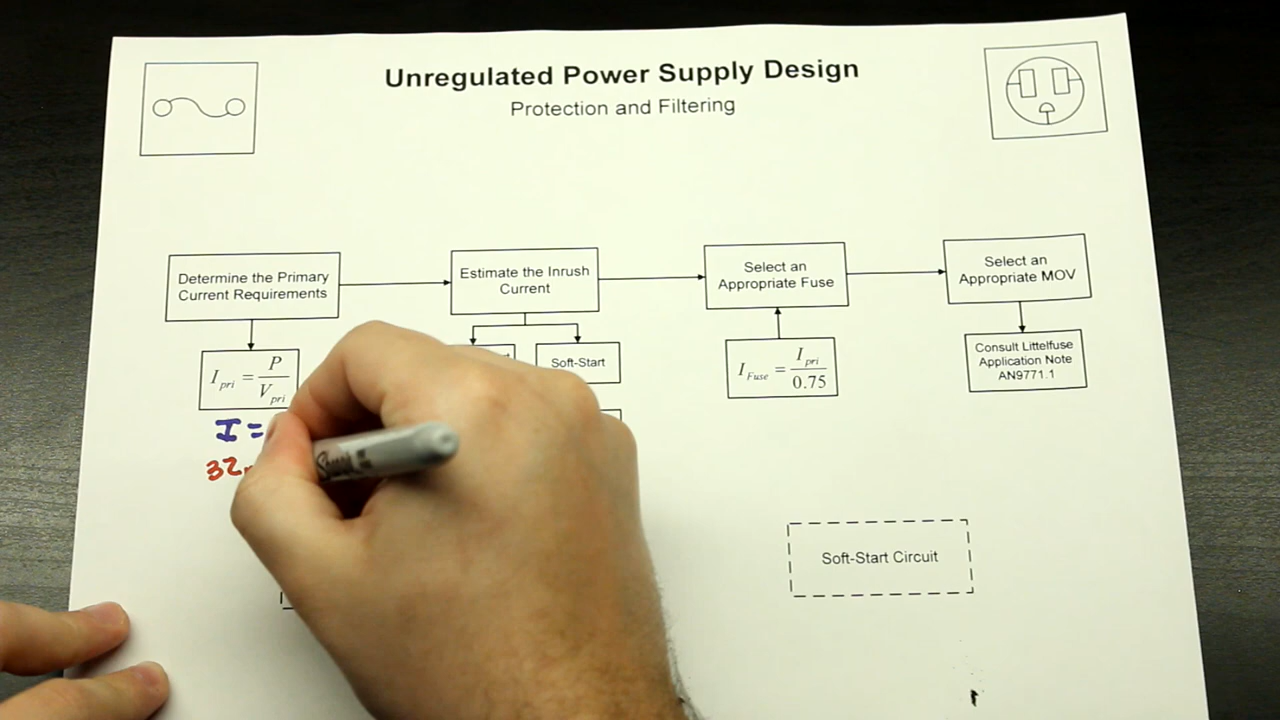 Unregulated Power Supply Design
Protection and Filtering
Determine the Primary
Current Requirements
Estimate the Inrush
Current
Select an
Appropriate Fuse
Select an
Appropriate MOV
I_pri = P / V_pri
Soft-Start
I_Fuse = I_pri / 0.75
Consult Littelfuse
Application Note
AN9771.1
I =
32
Soft-Start Circuit